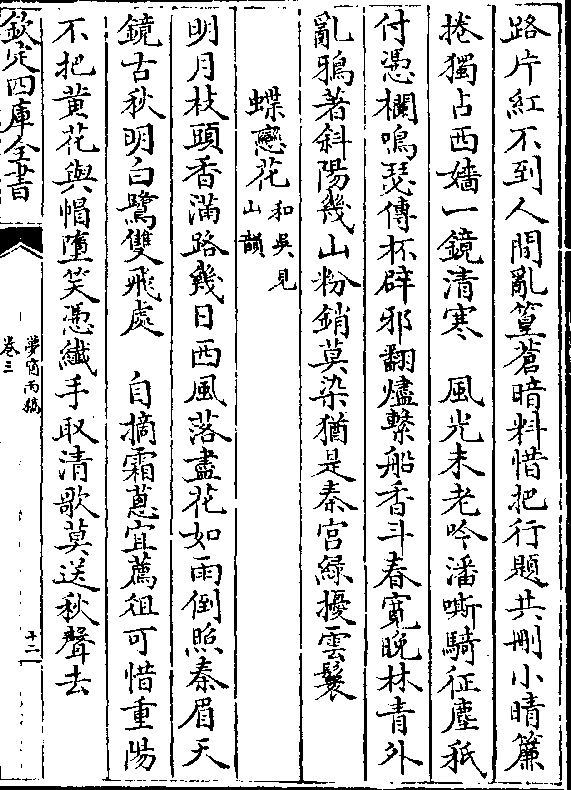 路片紅不到人間亂篁蒼暗料惜把行題共刪小晴簾
捲獨占西墻一鏡清寒　風光未老吟潘嘶騎征塵秖
付憑欄鳴瑟傳杯辟邪翻燼繫船香斗春寛晚林青外
亂鴉著斜陽幾山粉銷莫染猶是秦宮緑擾雲鬟
蝶戀花和吳見山韻
明月枝頭香滿路幾日西風落盡花如雨倒照秦眉天
鏡古秋明白鷺雙飛處　自摘霜蔥宜薦俎可惜重陽
不把黃花與帽墮笑憑纖手取清歌莫送秋聲去
欽定四庫全書
夢窗丙稿
卷三
十二